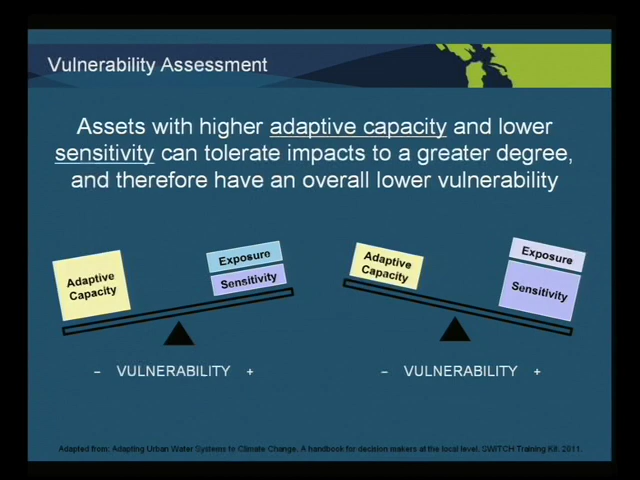 Vulnerability Assessment
Assets with higher adaptive capacity and lower
sensitivity can tolerate impacts to a greater degree,
and therefore have an overall lower vulnerability
Adaptive
Capacity
Exposure
Sensitivity
– VULNERABILITY +
Adaptive
Capacity
Exposure
Sensitivity
– VULNERABILITY +
Adapted from: Adapting Urban Water Systems to Climate Change. A handbook for decision makers at the local level. SWITCH Training Kit. 2011.